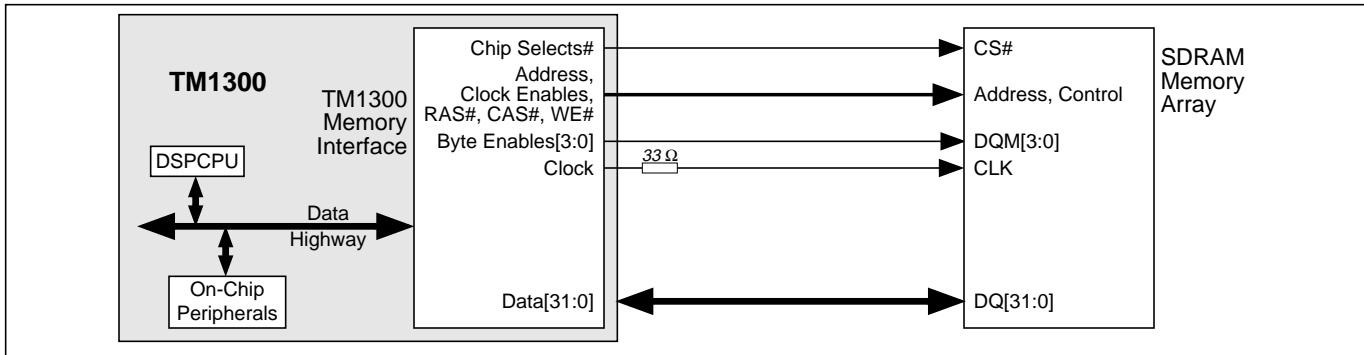 TM1300
TM1300
Memory
Interface
DSPCPU
Data
Highway
On-Chip
Peripherals
Chip Selects#
Address,
Clock Enables,
RAS#, CAS#, WE#
Byte Enables[3:0]
Clock
Data[31:0]
33 Ω
CS#
Address, Control
DQM[3:0]
CLK
DQ[31:0]
SDRAM
Memory
Array